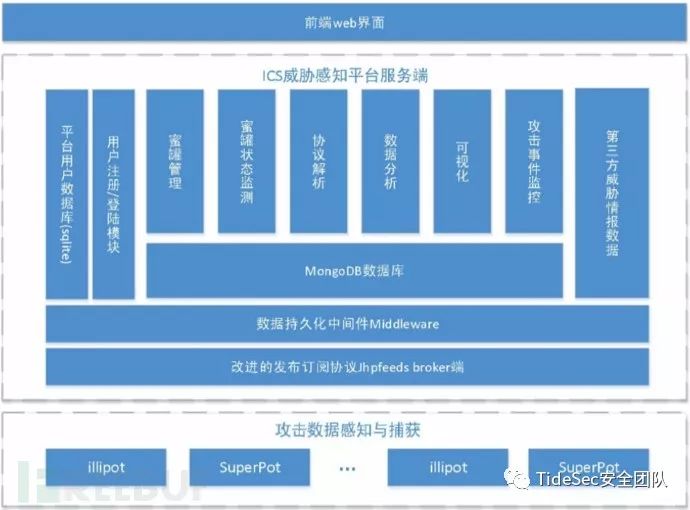 前端web界面
ICS威胁感知平台服务端
平台用户数据库(sqlite)
用户注册/登陆模块
蜜罐管理
蜜罐状态监测
协议解析
数据分析
可视化
攻击事件监控
第三方威胁情报数据
MongoDB数据库
数据持久化中间件Middleware
改进的发布订阅协议Jhpfeeds broker端
攻击数据感知与捕获
illipot
SuperPot
...
illipot
SuperPot
REEBUF
TideSec安全团队